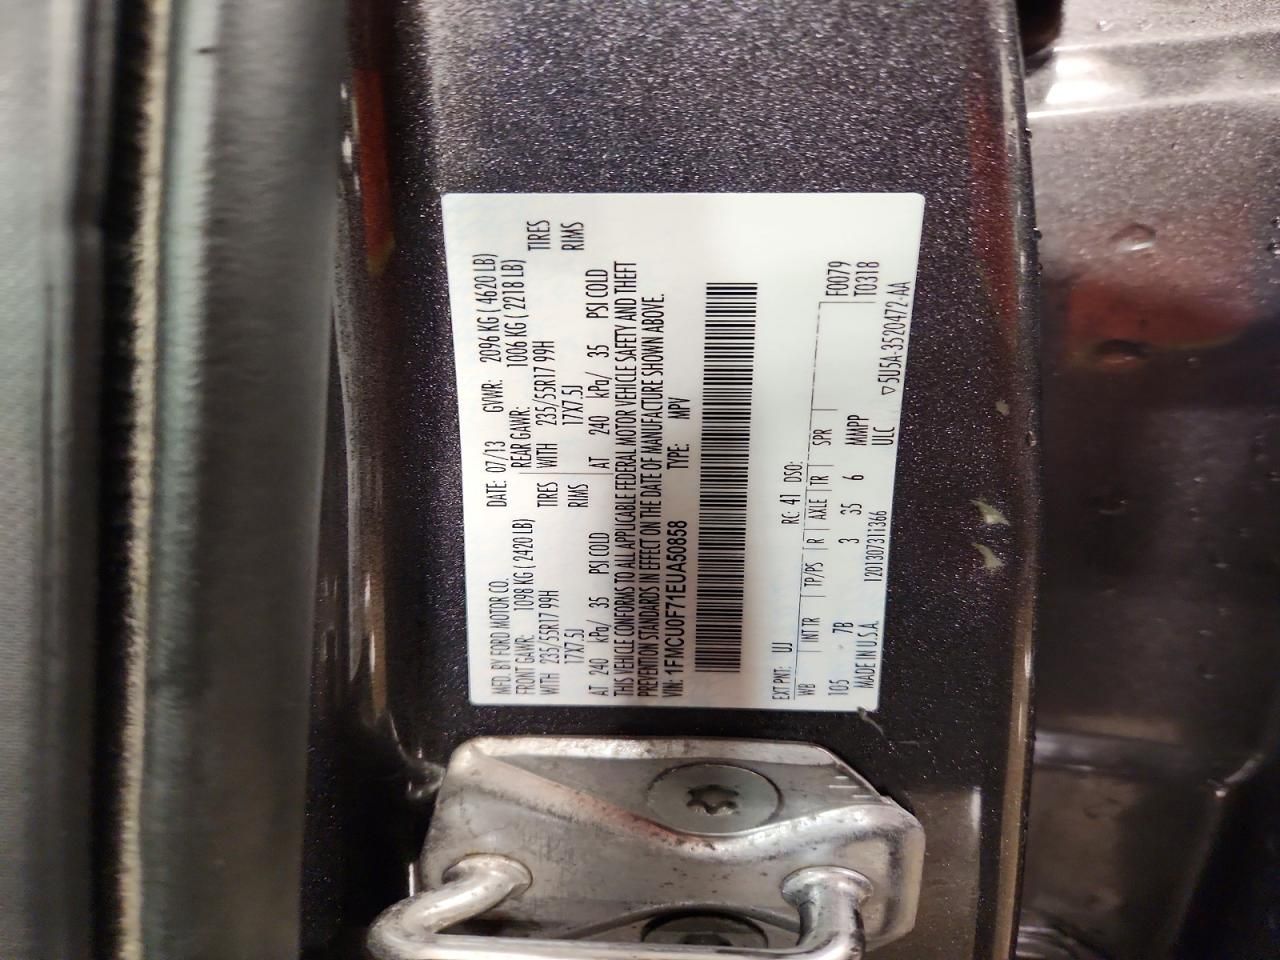 MFD. BY FORD MOTOR CO. DATE: 07/13 GVWR: 2096 KG ( 4620 LB)
FRONT GAWR: 1098 KG ( 2420 LB) REAR GAWR: 1006 KG ( 2218 LB)
WITH 235/55R17 99H TIRES WITH 235/55R17 99H TIRES
17X7.5J RIMS 17X7.5J RIMS
AT 240 kPa/ 35 PSI COLD AT 240 kPa/ 35 PSI COLD
THIS VEHICLE CONFORMS TO ALL APPLICABLE FEDERAL MOTOR VEHICLE SAFETY AND THEFT
PREVENTION STANDARDS IN EFFECT ON THE DATE OF MANUFACTURE SHOWN ABOVE.
VIN: 1FMCU0F71EUA50858 TYPE: MPV
EXT PNT: UJ RC: 41 DSO:
WB INT TR TP/PS R AXLE TR SPR F0079
105 7B 3 35 6 MMPP T0318
MADE IN U.S.A. 1201307311366 ULC ▽5U5A-3520472-AA